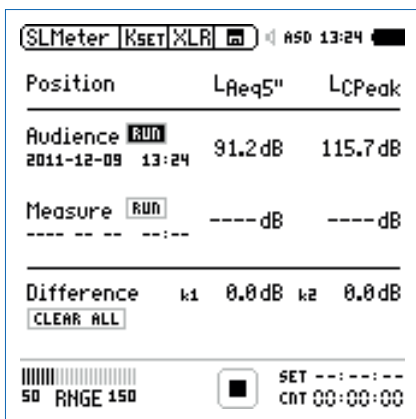 SLMeter KSET XLR ASD 13:24
Position LAeq5" LCPeak
Audience RUN 91.2dB 115.7dB
2011-12-09 13:24
Measure RUN ----dB ----dB
---- -- -- --:--
Difference k1 0.0dB k2 0.0dB
CLEAR ALL
SET --:--:--
50 RNGE 150 CNT 00:00:00